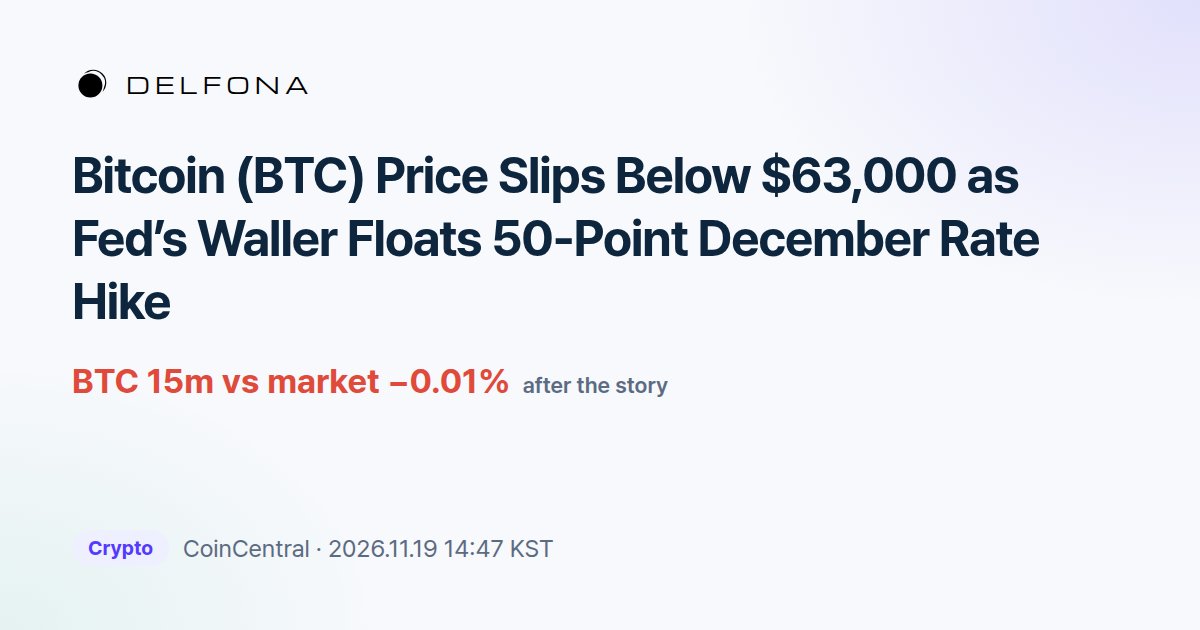 DELFONA
Bitcoin (BTC) Price Slips Below $63,000 as
Fed’s Waller Floats 50-Point December Rate
Hike
BTC 15m vs market −0.01% after the story
Crypto CoinCentral · 2026.11.19 14:47 KST